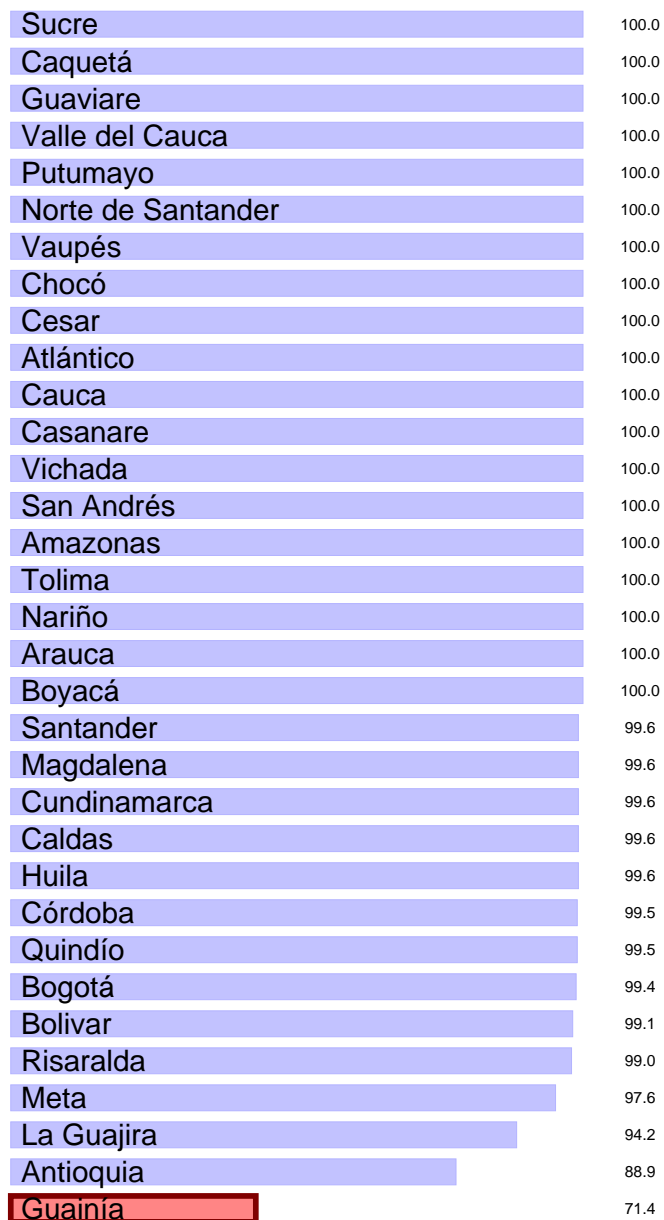 Sucre 100.0
Caquetá 100.0
Guaviare 100.0
Valle del Cauca 100.0
Putumayo 100.0
Norte de Santander 100.0
Vaupés 100.0
Chocó 100.0
Cesar 100.0
Atlántico 100.0
Cauca 100.0
Casanare 100.0
Vichada 100.0
San Andrés 100.0
Amazonas 100.0
Tolima 100.0
Nariño 100.0
Arauca 100.0
Boyacá 100.0
Santander 99.6
Magdalena 99.6
Cundinamarca 99.6
Caldas 99.6
Huila 99.6
Córdoba 99.5
Quindío 99.5
Bogotá 99.4
Bolivar 99.1
Risaralda 99.0
Meta 97.6
La Guajira 94.2
Antioquia 88.9
Guainía 71.4